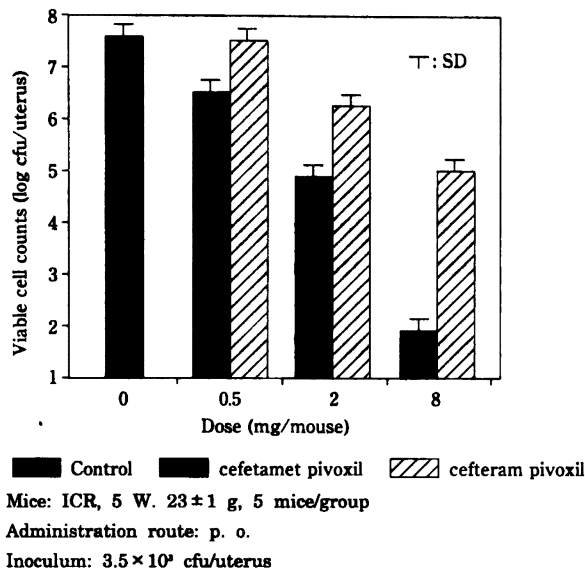 Viable cell counts (log cfu/uterus)
8
7
6
5
4
3
2
1
⊤: SD
0 0.5 2 8
Dose (mg/mouse)
Control cefetamet pivoxil cefteram pivoxil
Mice: ICR, 5 W. 23±1 g, 5 mice/group
Administration route: p. o.
Inoculum: 3.5×10³ cfu/uterus